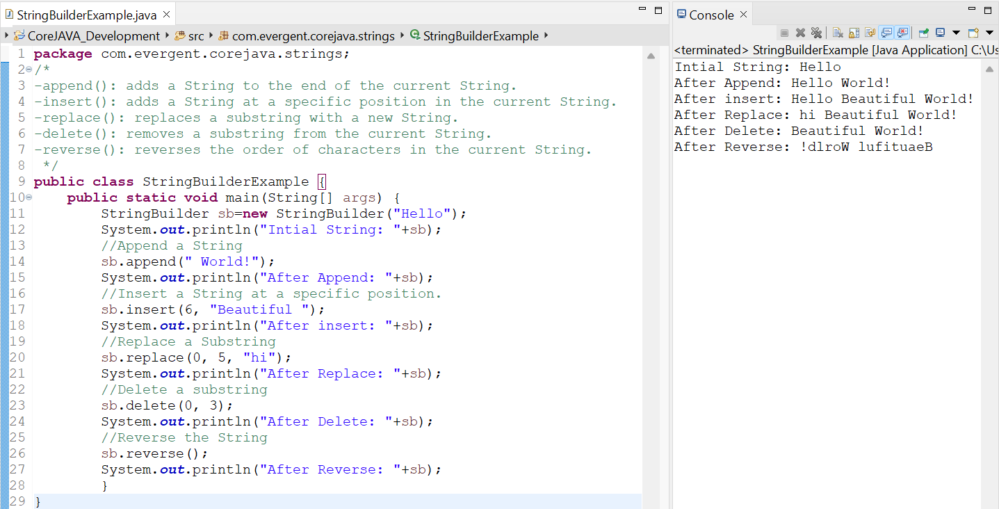 StringBuilderExample.java
CoreJAVA_Development src com.evergent.corejava.strings StringBuilderExample
1 package com.evergent.corejava.strings;
2 /*
3 -append(): adds a String to the end of the current String.
4 -insert(): adds a String at a specific position in the current String.
5 -replace(): replaces a substring with a new String.
6 -delete(): removes a substring from the current String.
7 -reverse(): reverses the order of characters in the current String.
8 */
9 public class StringBuilderExample {
10 public static void main(String[] args) {
11 StringBuilder sb=new StringBuilder("Hello");
12 System.out.println("Intial String: "+sb);
13 //Append a String
14 sb.append(" World!");
15 System.out.println("After Append: "+sb);
16 //Insert a String at a specific position.
17 sb.insert(6, "Beautiful ");
18 System.out.println("After insert: "+sb);
19 //Replace a Substring
20 sb.replace(0, 5, "hi");
21 System.out.println("After Replace: "+sb);
22 //Delete a substring
23 sb.delete(0, 3);
24 System.out.println("After Delete: "+sb);
25 //Reverse the String
26 sb.reverse();
27 System.out.println("After Reverse: "+sb);
28 }
29 }
Console
<terminated> StringBuilderExample [Java Application] C:\Us
Intial String: Hello
After Append: Hello World!
After insert: Hello Beautiful World!
After Replace: hi Beautiful World!
After Delete: Beautiful World!
After Reverse: !dlroW lufituaeB